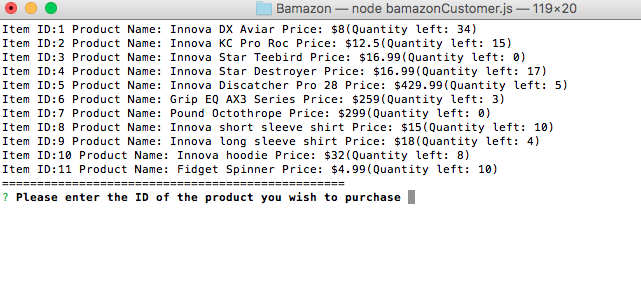 Bamazon — node bamazonCustomer.js — 119×20
Item ID:1 Product Name: Innova DX Aviar Price: $8(Quantity left: 34)
Item ID:2 Product Name: Innova KC Pro Roc Price: $12.5(Quantity left: 15)
Item ID:3 Product Name: Innova Star Teebird Price: $16.99(Quantity left: 0)
Item ID:4 Product Name: Innova Star Destroyer Price: $16.99(Quantity left: 17)
Item ID:5 Product Name: Innova Discatcher Pro 28 Price: $429.99(Quantity left: 5)
Item ID:6 Product Name: Grip EQ AX3 Series Price: $259(Quantity left: 3)
Item ID:7 Product Name: Pound Octothrope Price: $299(Quantity left: 0)
Item ID:8 Product Name: Innova short sleeve shirt Price: $15(Quantity left: 10)
Item ID:9 Product Name: Innova long sleeve shirt Price: $18(Quantity left: 4)
Item ID:10 Product Name: Innova hoodie Price: $32(Quantity left: 8)
Item ID:11 Product Name: Fidget Spinner Price: $4.99(Quantity left: 10)
=================================================
? Please enter the ID of the product you wish to purchase